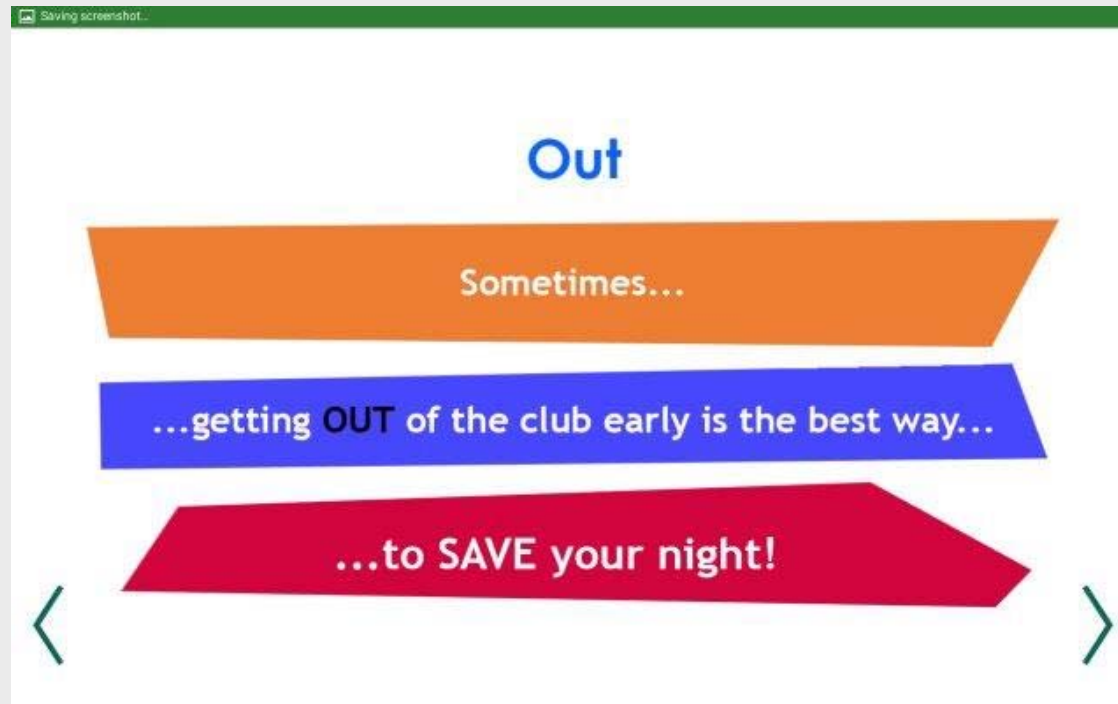 Saving screenshot...
Out
Sometimes...
...getting OUT of the club early is the best way...
...to SAVE your night!